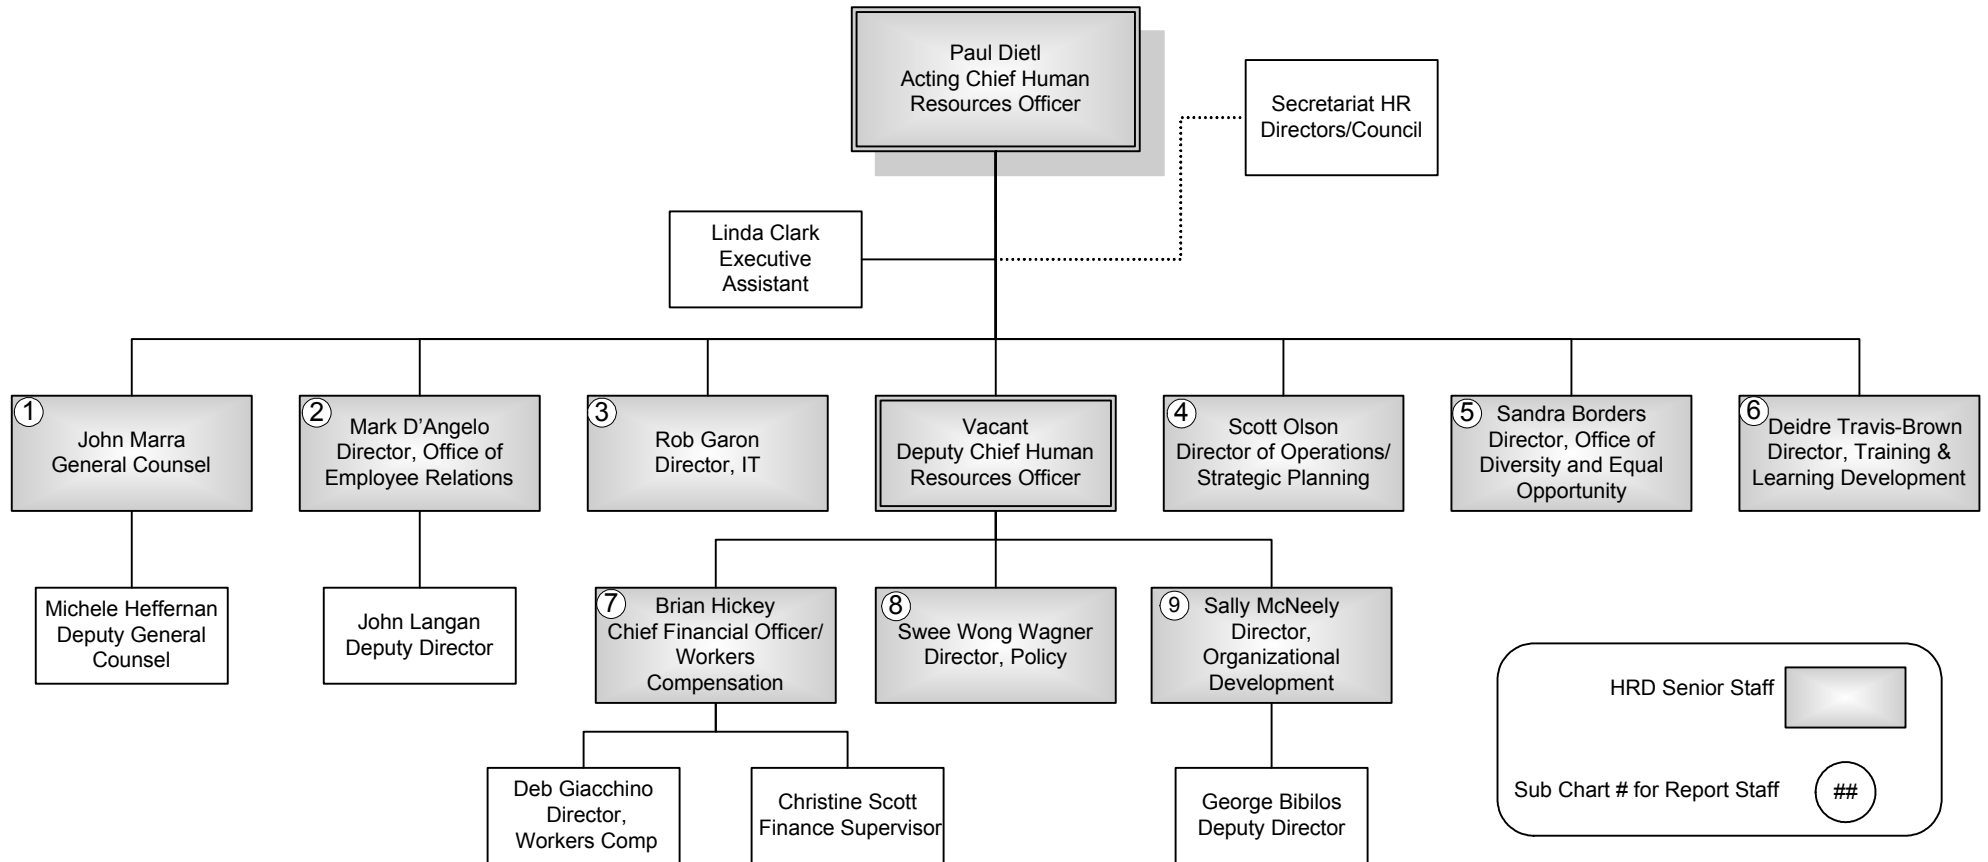 Paul Dietl
Acting Chief Human
Resources Officer
Secretariat HR
Directors/Council
Linda Clark
Executive
Assistant
1
John Marra
General Counsel
2
Mark D’Angelo
Director, Office of
Employee Relations
3
Rob Garon
Director, IT
Vacant
Deputy Chief Human
Resources Officer
4
Scott Olson
Director of Operations/
Strategic Planning
5
Sandra Borders
Director, Office of
Diversity and Equal
Opportunity
6
Deidre Travis-Brown
Director, Training &
Learning Development
Michele Heffernan
Deputy General
Counsel
John Langan
Deputy Director
7
Brian Hickey
Chief Financial Officer/
Workers
Compensation
8
Swee Wong Wagner
Director, Policy
9
Sally McNeely
Director,
Organizational
Development
Deb Giacchino
Director,
Workers Comp
Christine Scott
Finance Supervisor
George Bibilos
Deputy Director
HRD Senior Staff
Sub Chart # for Report Staff
##